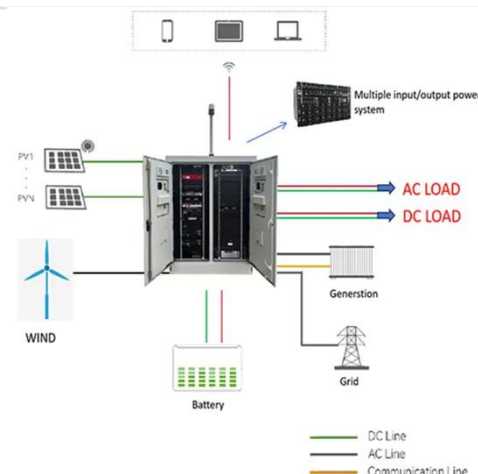 Multiple input/output power
system
PV1
PVN
AC LOAD
DC LOAD
Generstion
WIND
Grid
Battery
DC Line
AC Line
Communication Line